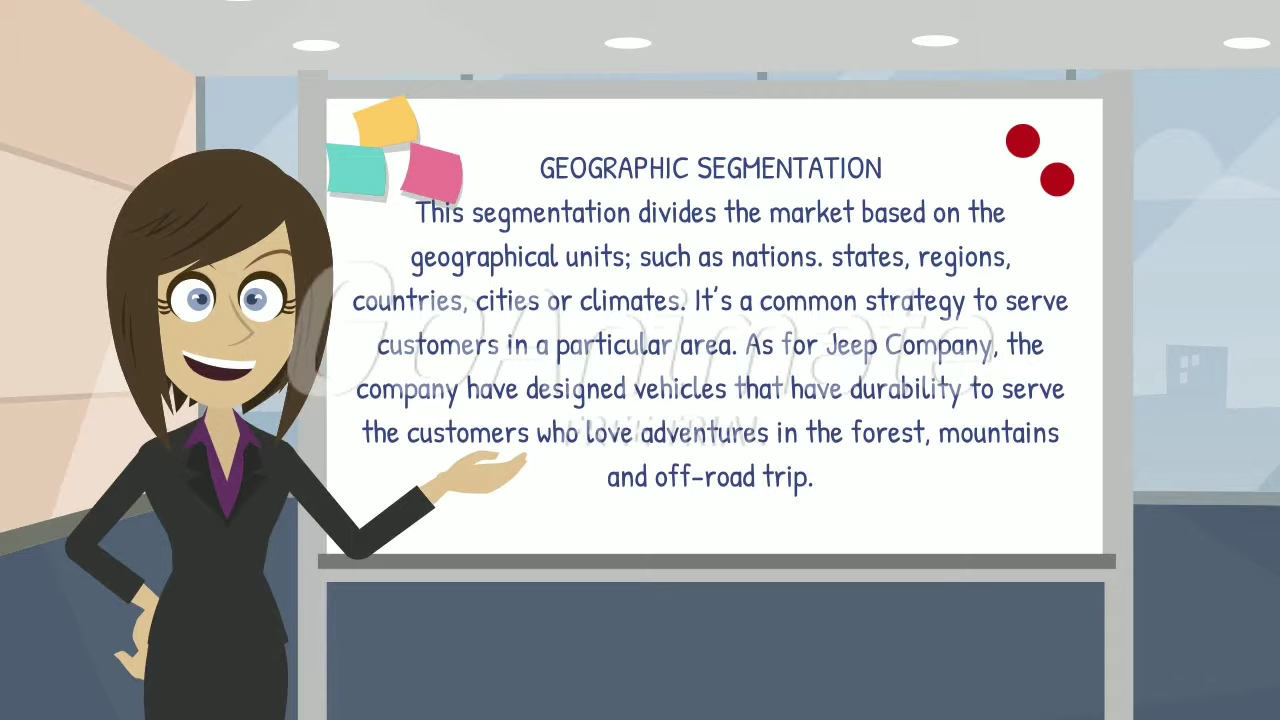 GEOGRAPHIC SEGMENTATION
This segmentation divides the market based on the
geographical units; such as nations. states, regions,
countries, cities or climates. It's a common strategy to serve
customers in a particular area. As for Jeep Company, the
company have designed vehicles that have durability to serve
the customers who love adventures in the forest, mountains
and off-road trip.
GoAnimate
FREE TRIAL